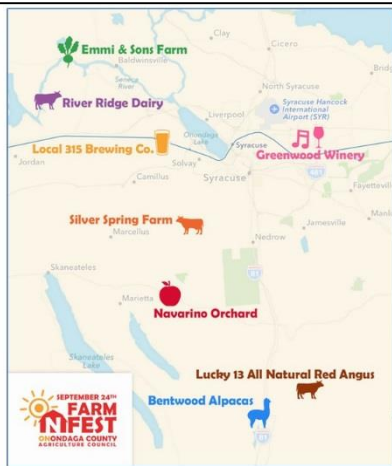 Clay
Cicero
Emmi & Sons Farm
Baldwinsville
Seneca River
River Ridge Dairy
North Syracuse
Syracuse Hancock
International
Airport (SYR)
Liverpool
Onondaga
Lake
Local 315 Brewing Co.
Syracuse
Greenwood Winery
Jordan
Solvay
Camillus
Syracuse
Fayetteville
Silver Spring Farm
Marcellus
Jamesville
Nedrow
Skaneateles
Marietta
Navarino Orchard
Skaneateles
Lake
Lucky 13 All Natural Red Angus
Bentwood Alpacas
SEPTEMBER 24TH
FARM
FEST
ON
ONONDAGA COUNTY
AGRICULTURE COUNCIL